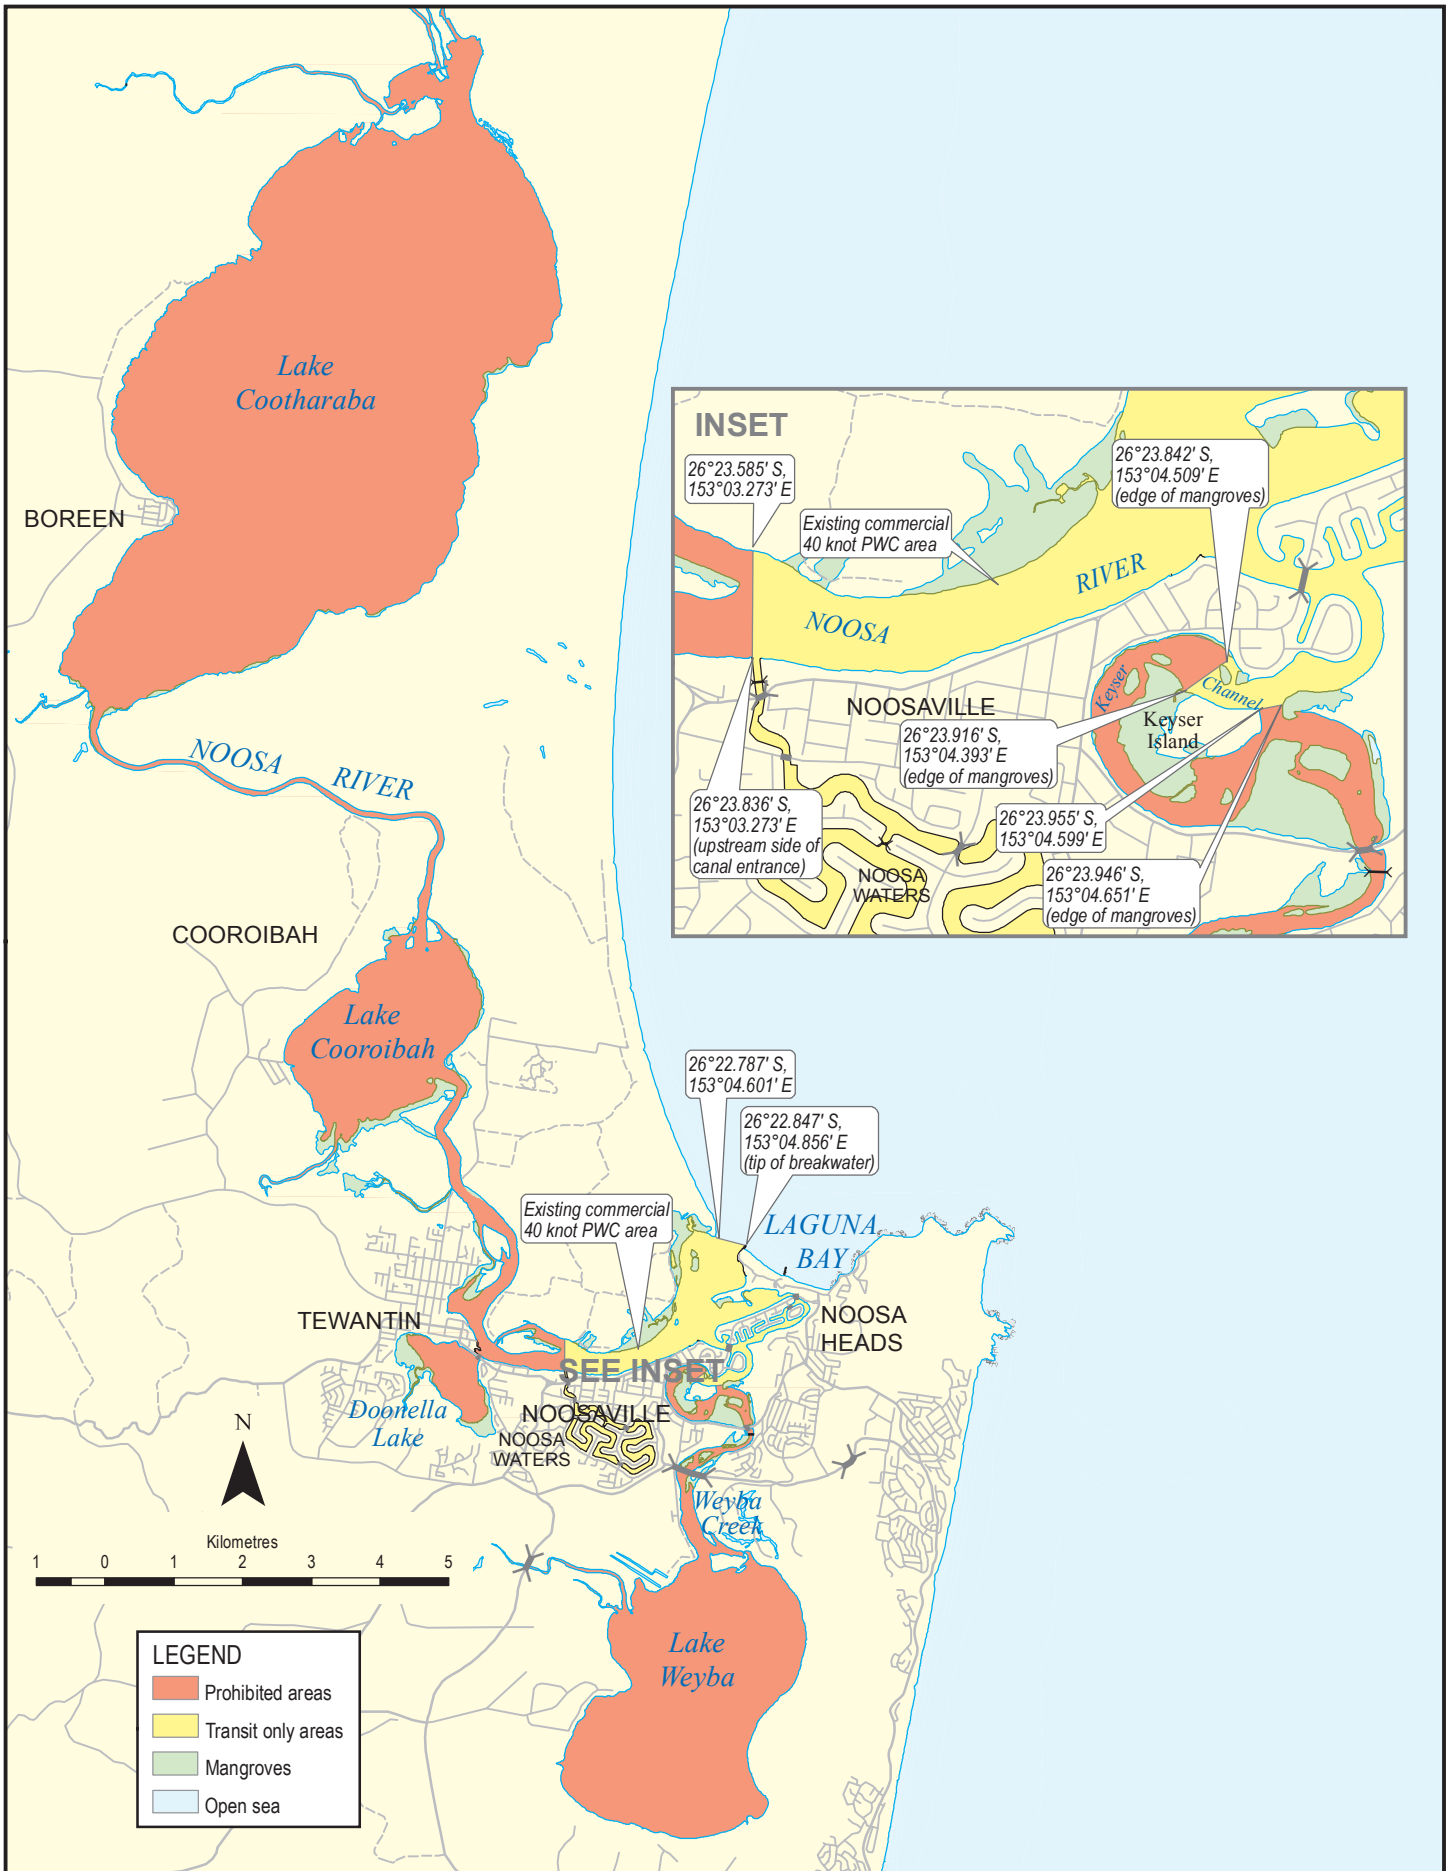 Lake
Cootharaba
BOREEN
INSET
26°23.585' S,
153°03.273' E
Existing commercial
40 knot PWC area
26°23.842' S,
153°04.509' E
(edge of mangroves)
NOOSA
RIVER
Keyser
Channel
Keyser
Island
NOOSAVILLE
26°23.916' S,
153°04.393' E
(edge of mangroves)
26°23.836' S,
153°03.273' E
(upstream side of
canal entrance)
26°23.955' S,
153°04.599' E
26°23.946' S,
153°04.651' E
(edge of mangroves)
NOOSA
WATERS
NOOSA
RIVER
COOROIBAH
Lake
Cooroibah
26°22.787' S,
153°04.601' E
26°22.847' S,
153°04.856' E
(tip of breakwater)
Existing commercial
40 knot PWC area
LAGUNA
BAY
TEWANTIN
NOOSA
HEADS
SEE INSET
Doonella
Lake
NOOSAVILLE
NOOSA
WATERS
N
Weyba
Creek
Kilometres
1 0 1 2 3 4 5
Lake
Weyba
LEGEND
Prohibited areas
Transit only areas
Mangroves
Open sea